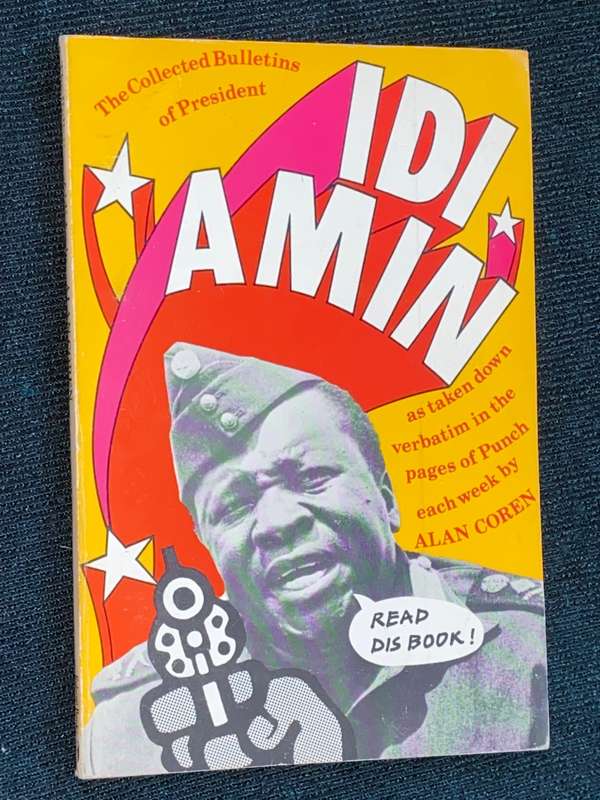 The Collected Bulletins
of President
IDI
AMIN
as taken down
verbatim in the
pages of Punch
each week by
ALAN COREN
READ
DIS BOOK!